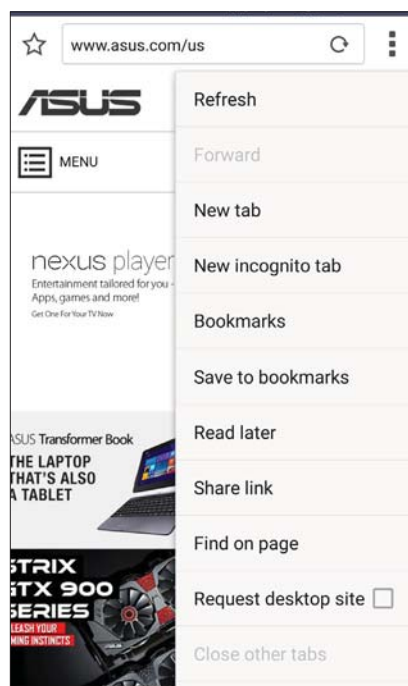 www.asus.com/us
ASUS
MENU
nexus player
Entertainment tailored for you -
Apps, games and more!
Get One For Your TV Now
ASUS Transformer Book
THE LAPTOP
THAT'S ALSO
A TABLET
STRIX
GTX 900
SERIES
LEASH YOUR
MING INSTINCTS
Refresh
Forward
New tab
New incognito tab
Bookmarks
Save to bookmarks
Read later
Share link
Find on page
Request desktop site
Close other tabs